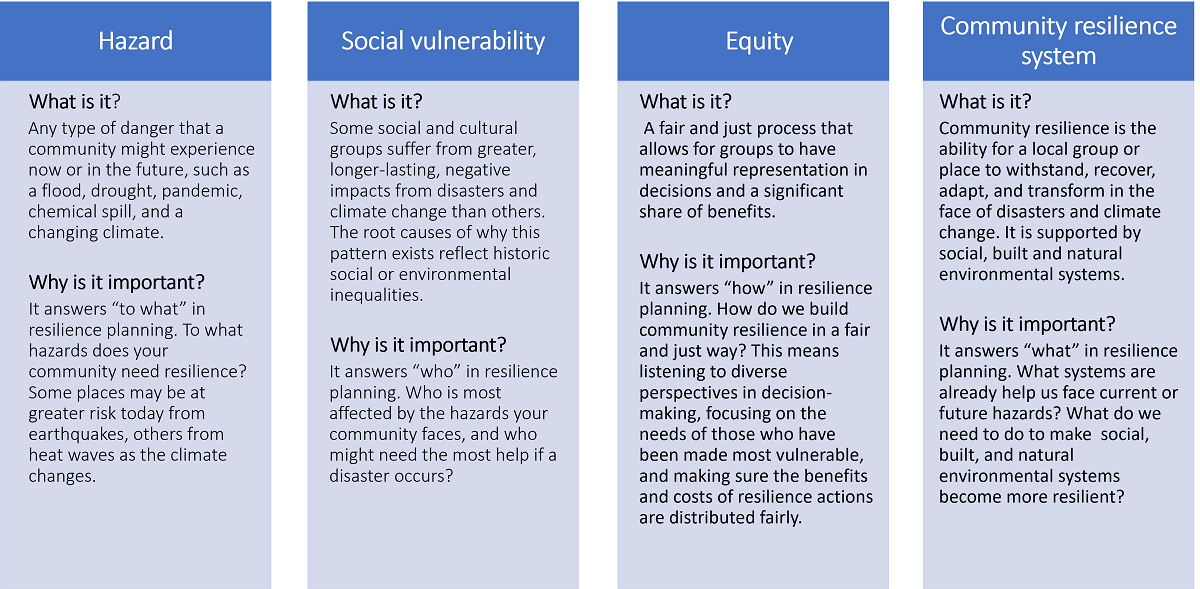 Hazard
What is it?
Any type of danger that a
community might experience
now or in the future, such as
a flood, drought, pandemic,
chemical spill, and a
changing climate.
Why is it important?
It answers “to what” in
resilience planning. To what
hazards does your
community need resilience?
Some places may be at
greater risk today from
earthquakes, others from
heat waves as the climate
changes.
Social vulnerability
What is it?
Some social and cultural
groups suffer from greater,
longer-lasting, negative
impacts from disasters and
climate change than others.
The root causes of why this
pattern exists reflect historic
social or environmental
inequalities.
Why is it important?
It answers “who” in resilience
planning. Who is most
affected by the hazards your
community faces, and who
might need the most help if a
disaster occurs?
Equity
What is it?
A fair and just process that
allows for groups to have
meaningful representation in
decisions and a significant
share of benefits.
Why is it important?
It answers “how” in resilience
planning. How do we build
community resilience in a fair
and just way? This means
listening to diverse
perspectives in decision-
making, focusing on the
needs of those who have
been made most vulnerable,
and making sure the benefits
and costs of resilience actions
are distributed fairly.
Community resilience
system
What is it?
Community resilience is the
ability for a local group or
place to withstand, recover,
adapt, and transform in the
face of disasters and climate
change. It is supported by
social, built and natural
environmental systems.
Why is it important?
It answers “what” in resilience
planning. What systems are
already help us face current or
future hazards? What do we
need to do to make  social,
built, and natural
environmental systems
become more resilient?